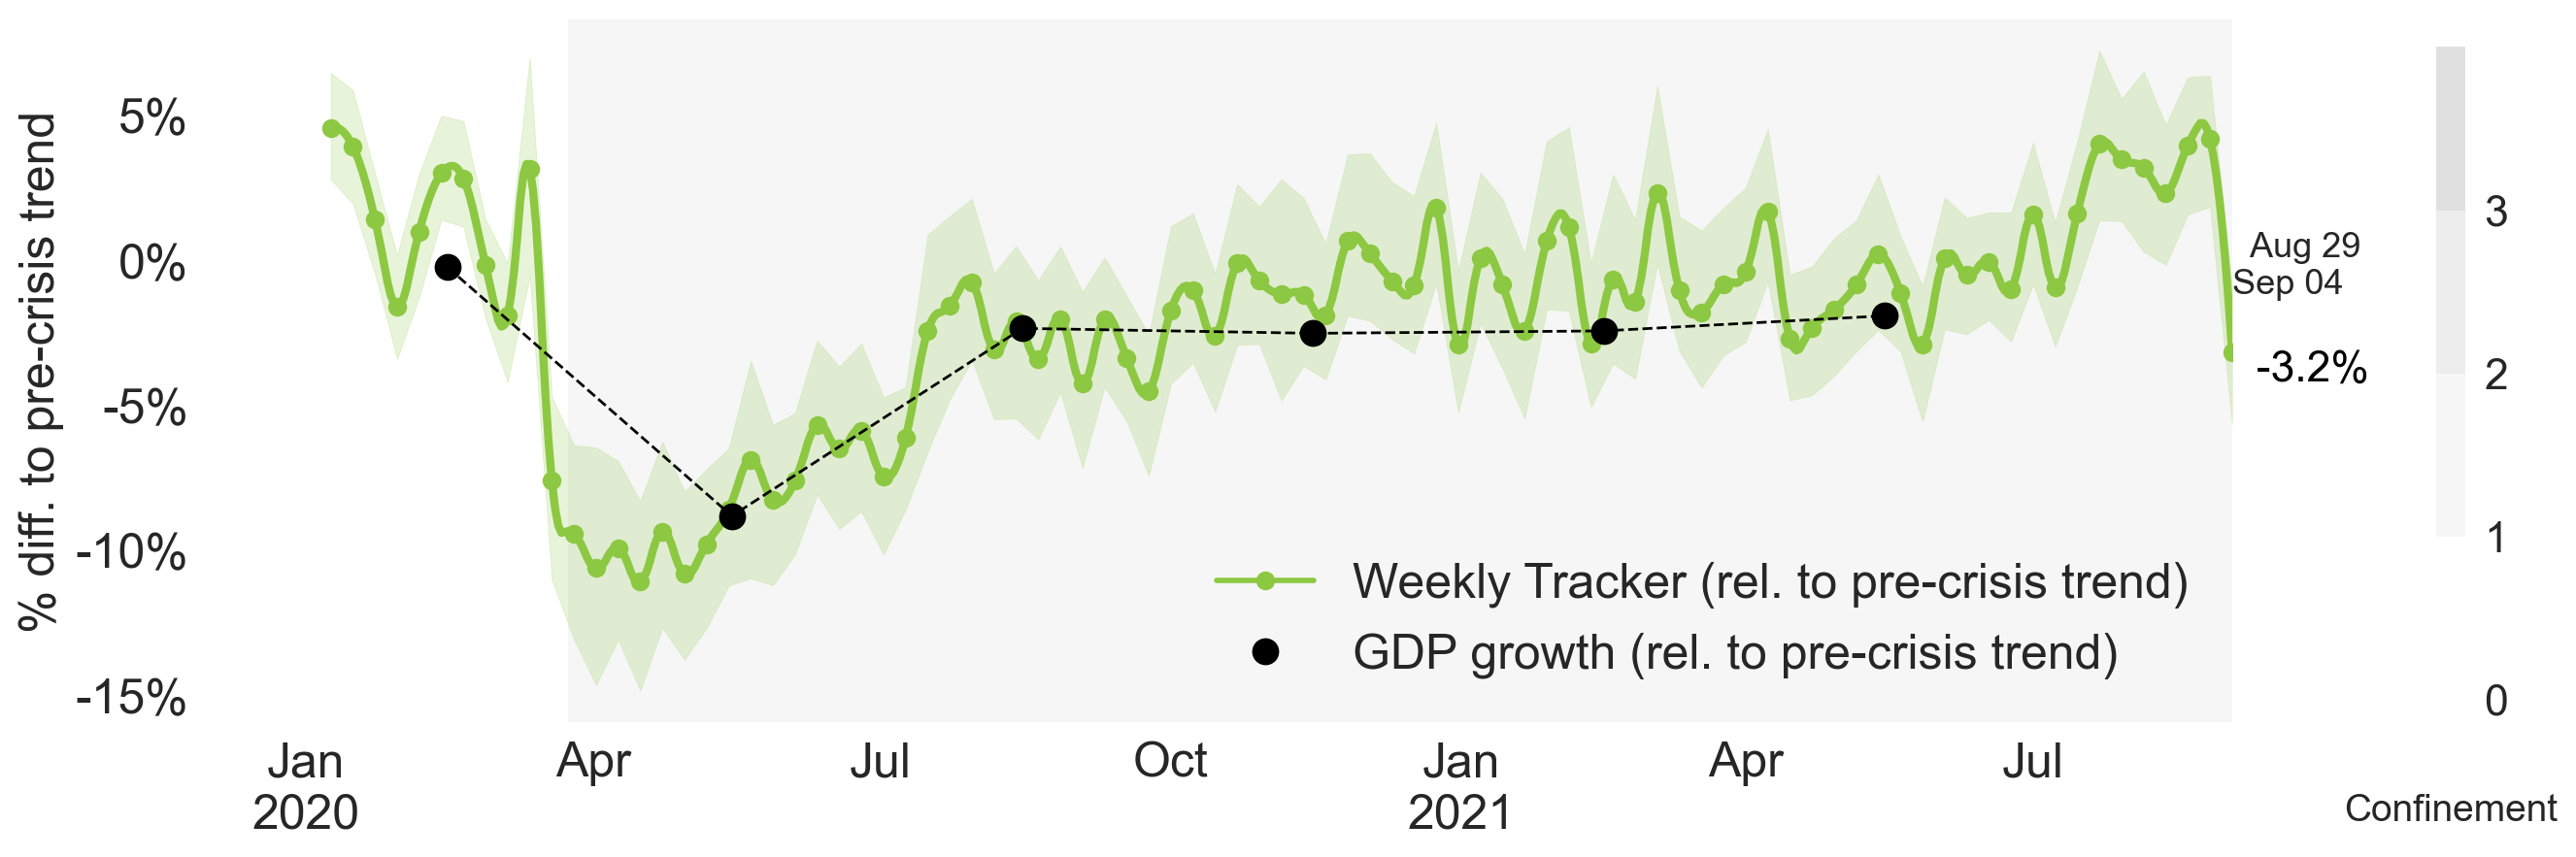 % diff. to pre-crisis trend
5%
0%
-5%
-10%
-15%
Jan
2020
Apr
Jul
Oct
Jan
2021
Apr
Jul
Weekly Tracker (rel. to pre-crisis trend)
GDP growth (rel. to pre-crisis trend)
Aug 29
Sep 04
-3.2%
3
2
1
0
Confinement